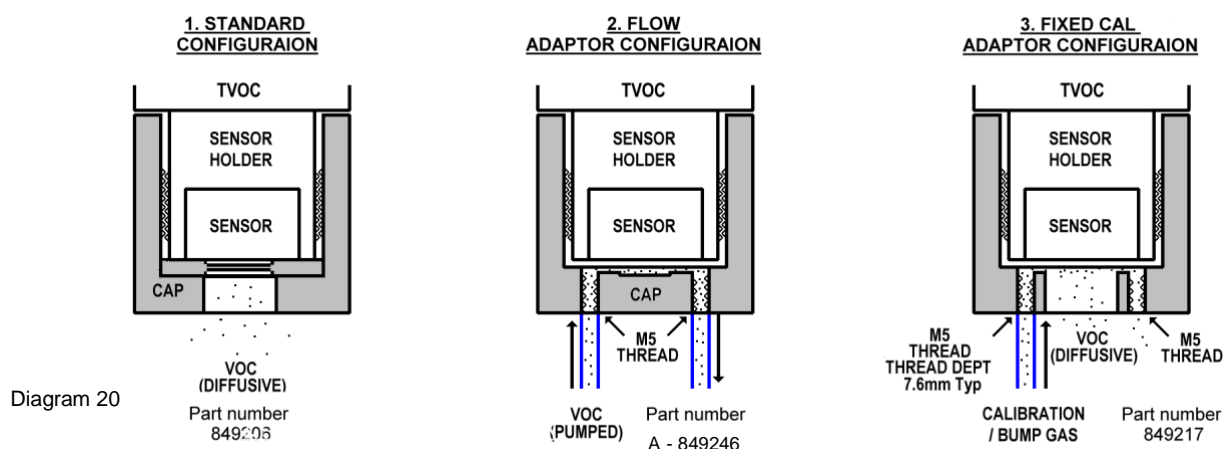 1. STANDARD
CONFIGURAION
TVOC
SENSOR
HOLDER
SENSOR
CAP
VOC
(DIFFUSIVE)
Part number
849206
2. FLOW
ADAPTOR CONFIGURAION
TVOC
SENSOR
HOLDER
SENSOR
CAP
M5
THREAD
VOC
(PUMPED)
Part number
A - 849246
3. FIXED CAL
ADAPTOR CONFIGURAION
TVOC
SENSOR
HOLDER
SENSOR
M5
THREAD
THREAD DEPT
7.6mm Typ
VOC
(DIFFUSIVE)
M5
THREAD
CALIBRATION
/ BUMP GAS
Part number
849217
Diagram 20